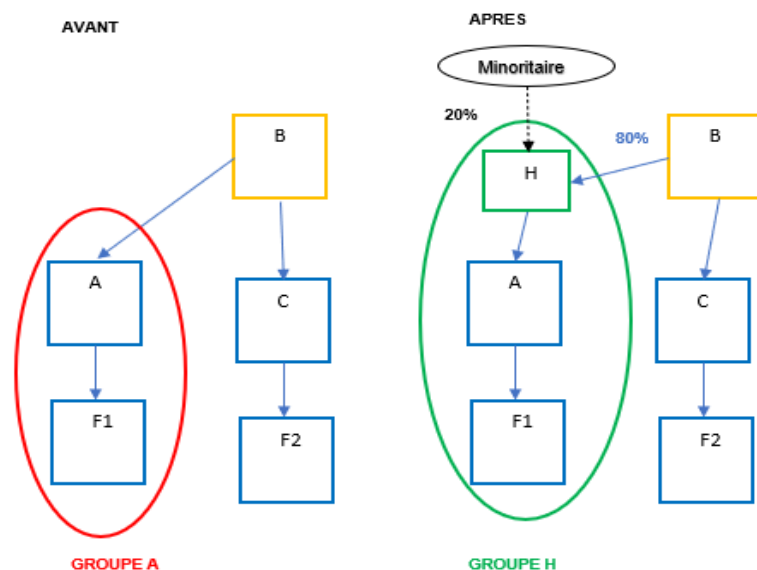 AVANT
APRES
Minoritaire
20%
80%
B
B
H
A
C
A
C
F1
F2
F1
F2
GROUPE A
GROUPE H